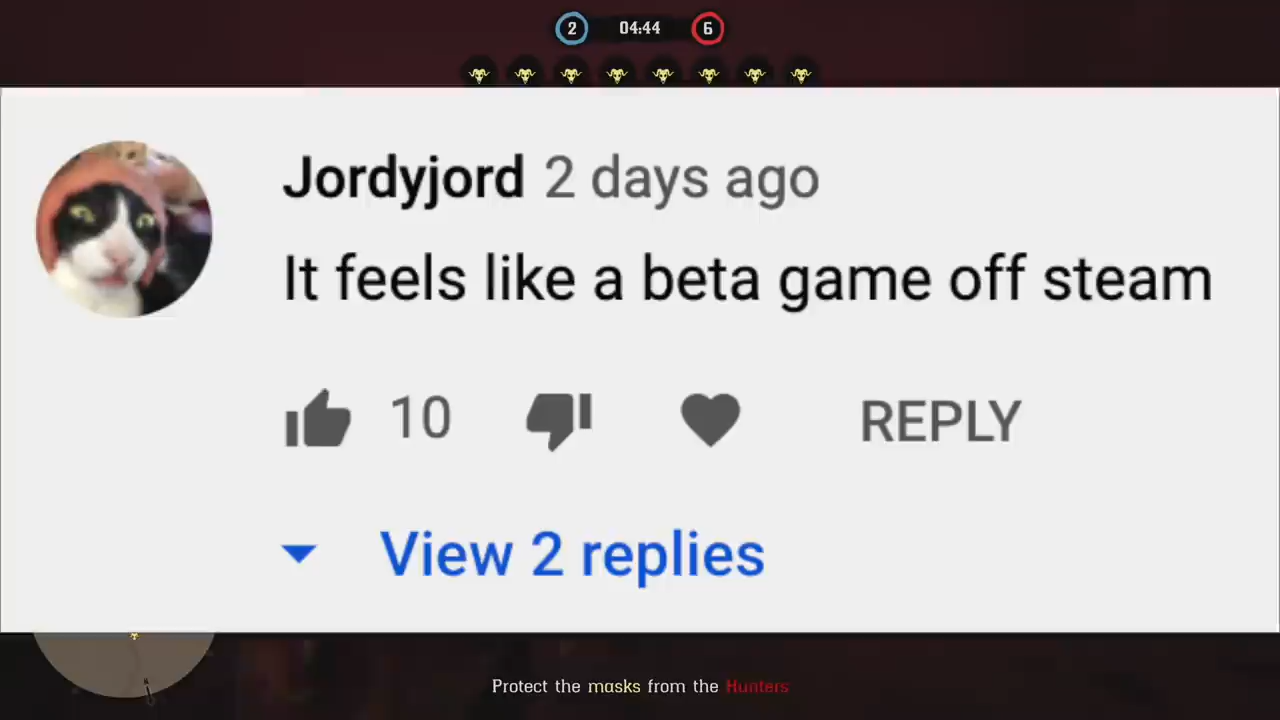 2 04:44 6
Jordyjord 2 days ago
It feels like a beta game off steam
10 REPLY
View 2 replies
Protect the masks from the Hunters